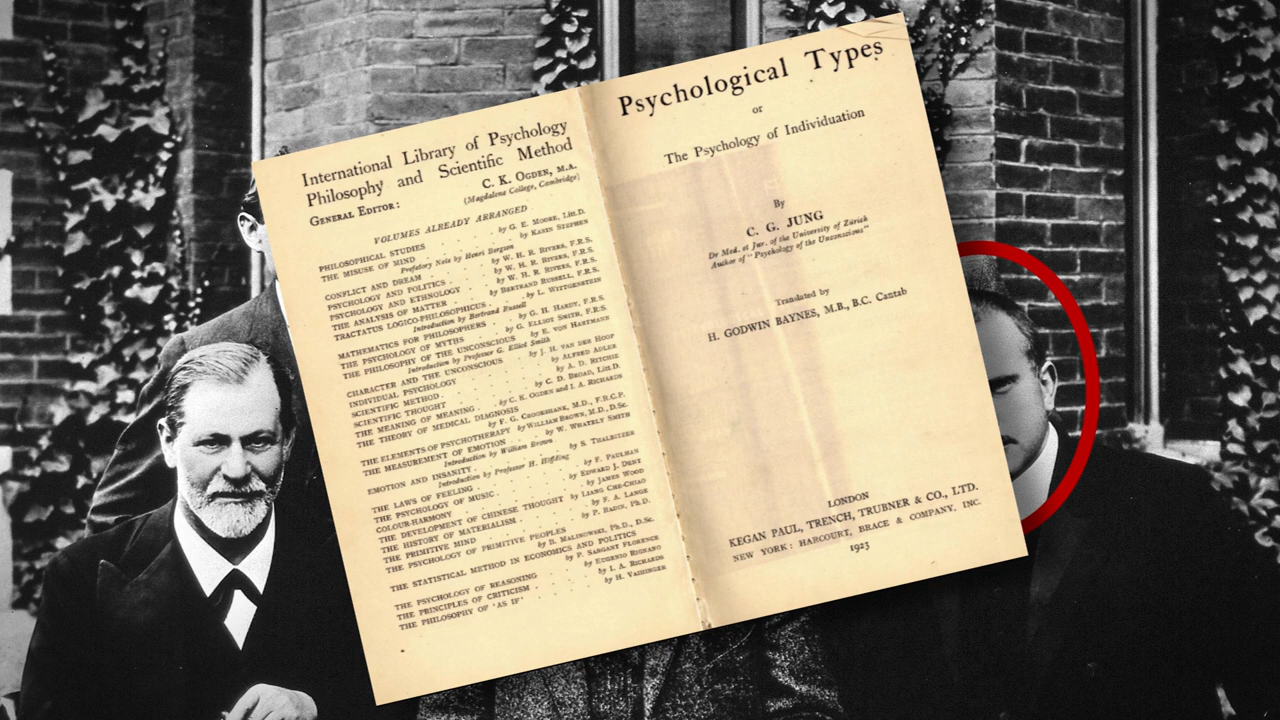 International Library of Psychology
Philosophy and Scientific Method
GENERAL EDITOR: C. K. OGDEN, M.A.
(Magdalene College, Cambridge)
VOLUMES ALREADY ARRANGED
PHILOSOPHICAL STUDIES . . . by G. E. MOORE, Litt.D.
THE MISUSE OF MIND . . . by KARIN STEPHEN
Prefatory Note by Henri Bergson
CONFLICT AND DREAM . . . by W. H. R. RIVERS, F.R.S.
PSYCHOLOGY AND POLITICS . . . by W. H. R. RIVERS, F.R.S.
PSYCHOLOGY AND ETHNOLOGY . . . by W. H. R. RIVERS, F.R.S.
THE ANALYSIS OF MATTER . . . by BERTRAND RUSSELL, F.R.S.
TRACTATUS LOGICO-PHILOSOPHICUS . . . by L. WITTGENSTEIN
Introduction by Bertrand Russell
MATHEMATICS FOR PHILOSOPHERS . . . by G. H. HARDY, F.R.S.
THE PSYCHOLOGY OF MYTHS . . . by G. ELLIOT SMITH, F.R.S.
THE PHILOSOPHY OF THE UNCONSCIOUS . . . by E. VON HARTMANN
Introduction by Professor G. Elliot Smith
CHARACTER AND THE UNCONSCIOUS . . . by J. H. VAN DER HOOP
INDIVIDUAL PSYCHOLOGY . . . by ALFRED ADLER
SCIENTIFIC METHOD . . . by A. D. RITCHIE
SCIENTIFIC THOUGHT . . . by C. D. BROAD, Litt.D.
THE MEANING OF MEANING . . . by C. K. OGDEN and I. A. RICHARDS
THE THEORY OF MEDICAL DIAGNOSIS
by F. G. CROOKSHANK, M.D., F.R.C.P.
THE ELEMENTS OF PSYCHOTHERAPY by WILLIAM BROWN, M.D., D.Sc.
THE MEASUREMENT OF EMOTION . . . by W. WHATELY SMITH
Introduction by William Brown
EMOTION AND INSANITY . . . by S. THALBITZER
Introduction by Professor H. Höffding
THE LAWS OF FEELING . . . by F. PAULHAN
THE PSYCHOLOGY OF MUSIC . . . by EDWARD J. DENT
COLOUR-HARMONY . . . by JAMES WOOD
THE DEVELOPMENT OF CHINESE THOUGHT by LIANG CHE-CHIAO
THE HISTORY OF MATERIALISM . . . by F. A. LANGE
THE PRIMITIVE MIND . . . by P. RADIN, Ph.D.
THE PSYCHOLOGY OF PRIMITIVE PEOPLES
by B. MALINOWSKI, Ph.D., D.Sc.
THE STATISTICAL METHOD IN ECONOMICS AND POLITICS
by P. SARGANT FLORENCE
THE PSYCHOLOGY OF REASONING . . . by EUGENIO RIGNANO
THE PRINCIPLES OF CRITICISM . . . by I. A. RICHARDS
THE PHILOSOPHY OF 'AS IF' . . . by H. VAIHINGER
Psychological Types
or
The Psychology of Individuation
By
C. G. JUNG
Dr Med. et Jur. of the University of Zürich
Author of "Psychology of the Unconscious"
Translated by
H. GODWIN BAYNES, M.B., B.C. Cantab
LONDON
KEGAN PAUL, TRENCH, TRUBNER & CO., LTD.
NEW YORK: HARCOURT, BRACE & COMPANY, INC.
1923